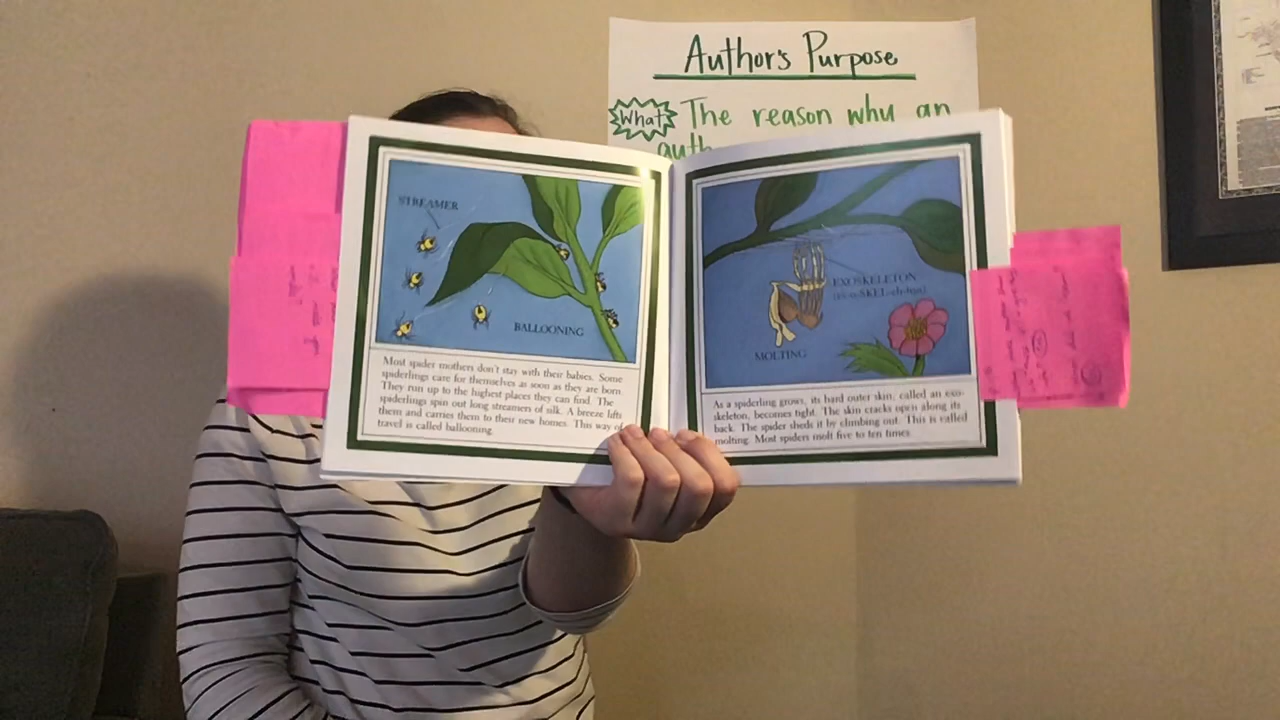 Author's Purpose
What The reason why an
auth
STREAMER
BALLOONING
Most spider mothers don't stay with their babies. Some
spiderlings care for themselves as soon as they are born.
They run up to the highest places they can find. The
spiderlings spin out long streamers of silk. A breeze lifts
them and carries them to their new homes. This way of
travel is called ballooning.
EXOSKELETON
(ex-o-SKEL-eh-ton)
MOLTING
As a spiderling grows, its hard outer skin, called an exo-
skeleton, becomes tight. The skin cracks open along its
back. The spider sheds it by climbing out. This is called
molting. Most spiders molt five to ten times.